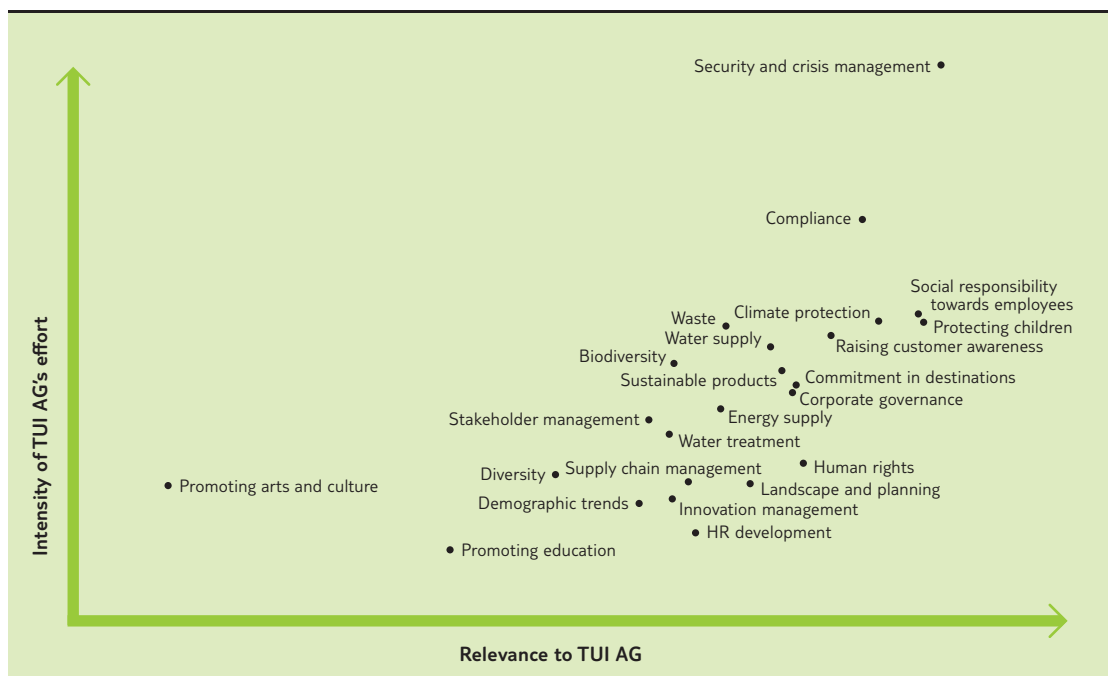 Security and crisis management
Compliance
Social responsibility
towards employees
Climate protection
Waste
Protecting children
Water supply
Raising customer awareness
Biodiversity
Sustainable products
Commitment in destinations
Corporate governance
Stakeholder management
Energy supply
Water treatment
Supply chain management
Human rights
Diversity
Promoting arts and culture
Landscape and planning
Demographic trends
Innovation management
HR development
Promoting education
Intensity of TUI AG's effort
Relevance to TUI AG